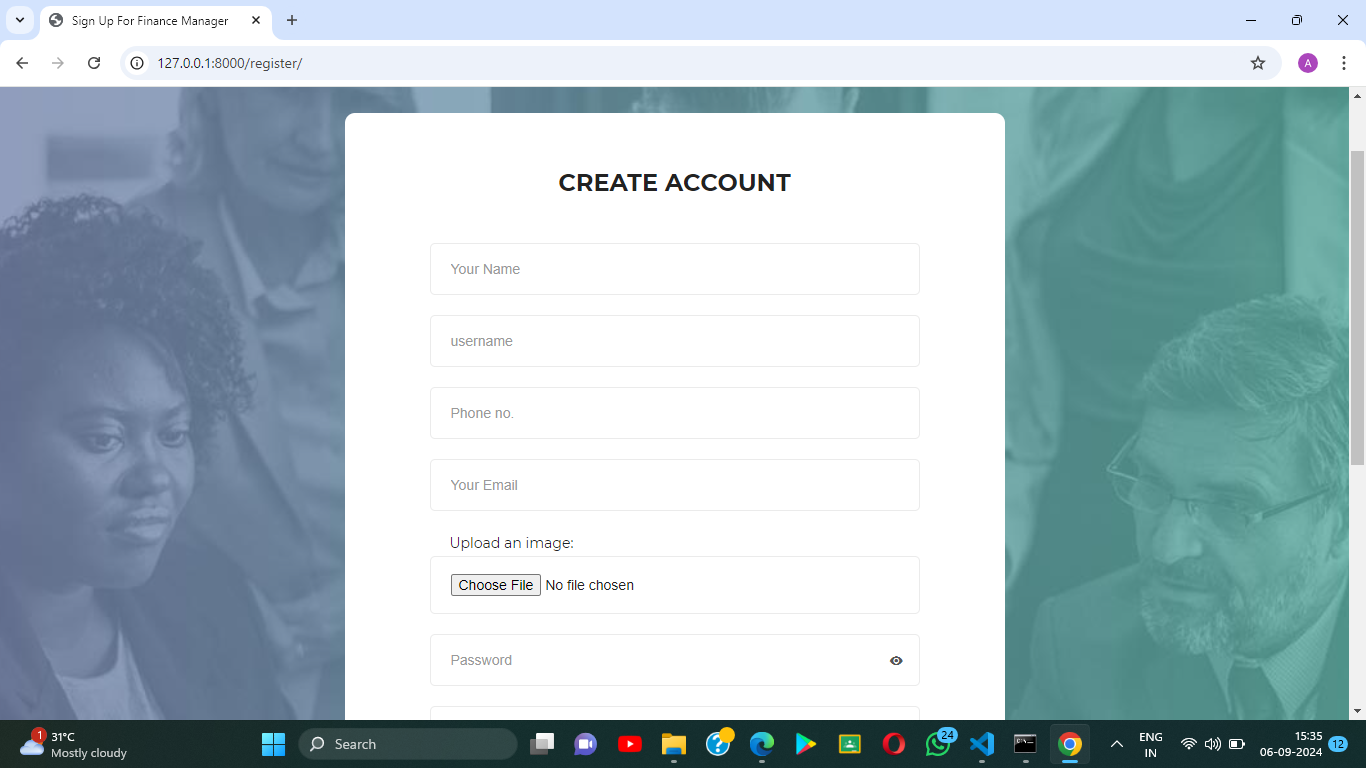 Sign Up For Finance Manager
127.0.0.1:8000/register/
A
CREATE ACCOUNT
Your Name
username
Phone no.
Your Email
Upload an image:
Choose File No file chosen
Password
1
31°C
Mostly cloudy
Search
24
ENG
IN
15:35
06-09-2024
12